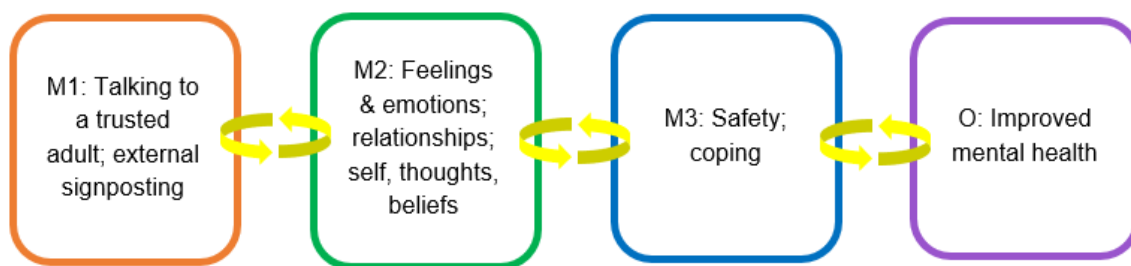 M1: Talking to
a trusted
adult; external
signposting
M2: Feelings
& emotions;
relationships;
self, thoughts,
beliefs
M3: Safety;
coping
O: Improved
mental health